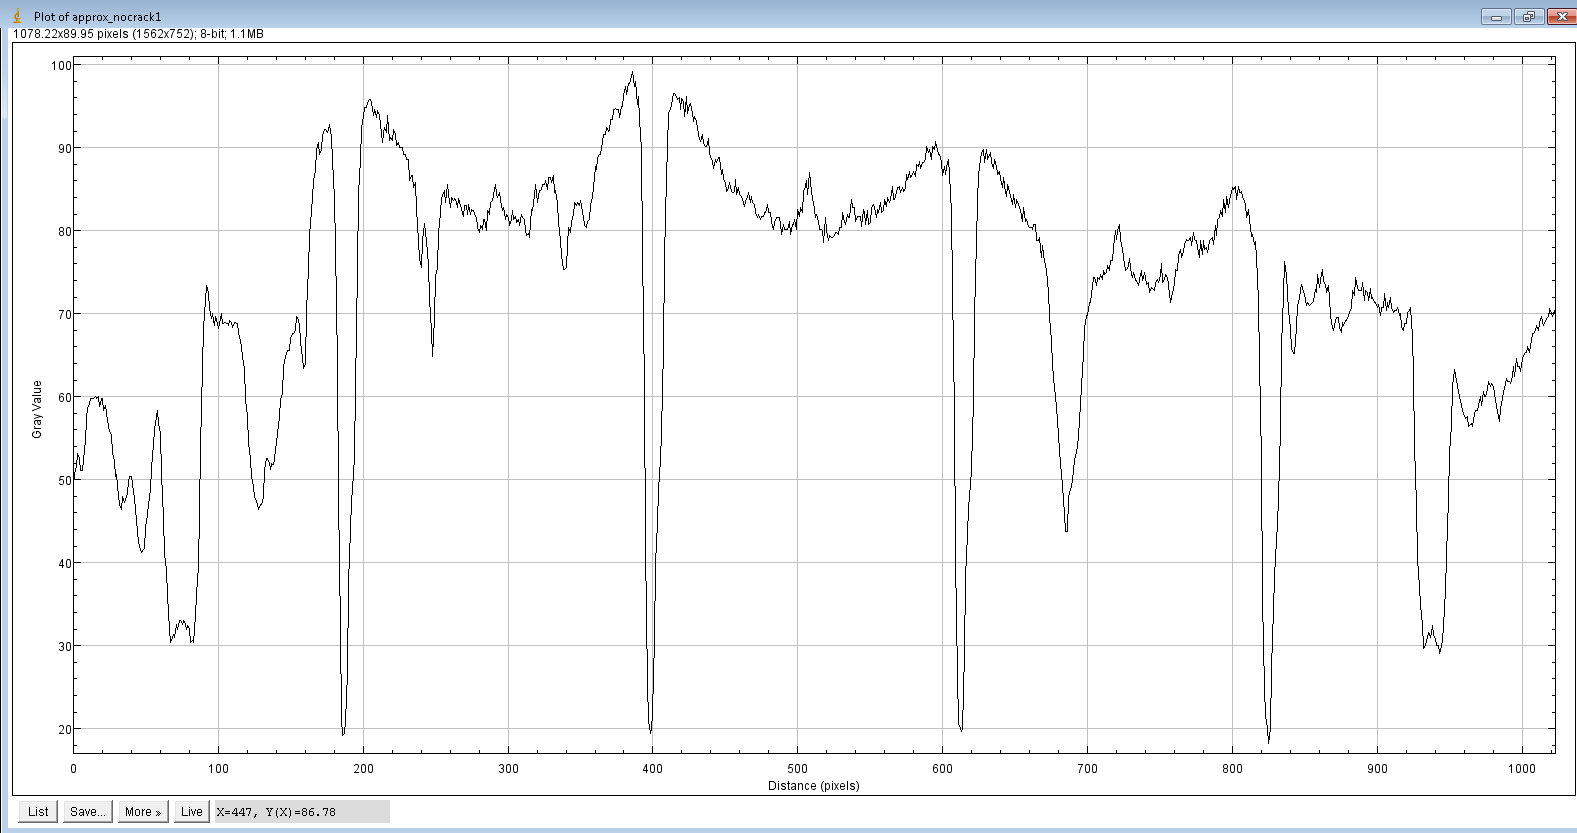 Plot of approx_nocrack1
1078.22x89.95 pixels (1562x752); 8-bit; 1.1MB
100
90
80
70
60
50
40
30
20
Gray Value
0 100 200 300 400 500 600 700 800 900 1000
Distance (pixels)
List Save... More » Live X=447, Y(X)=86.78